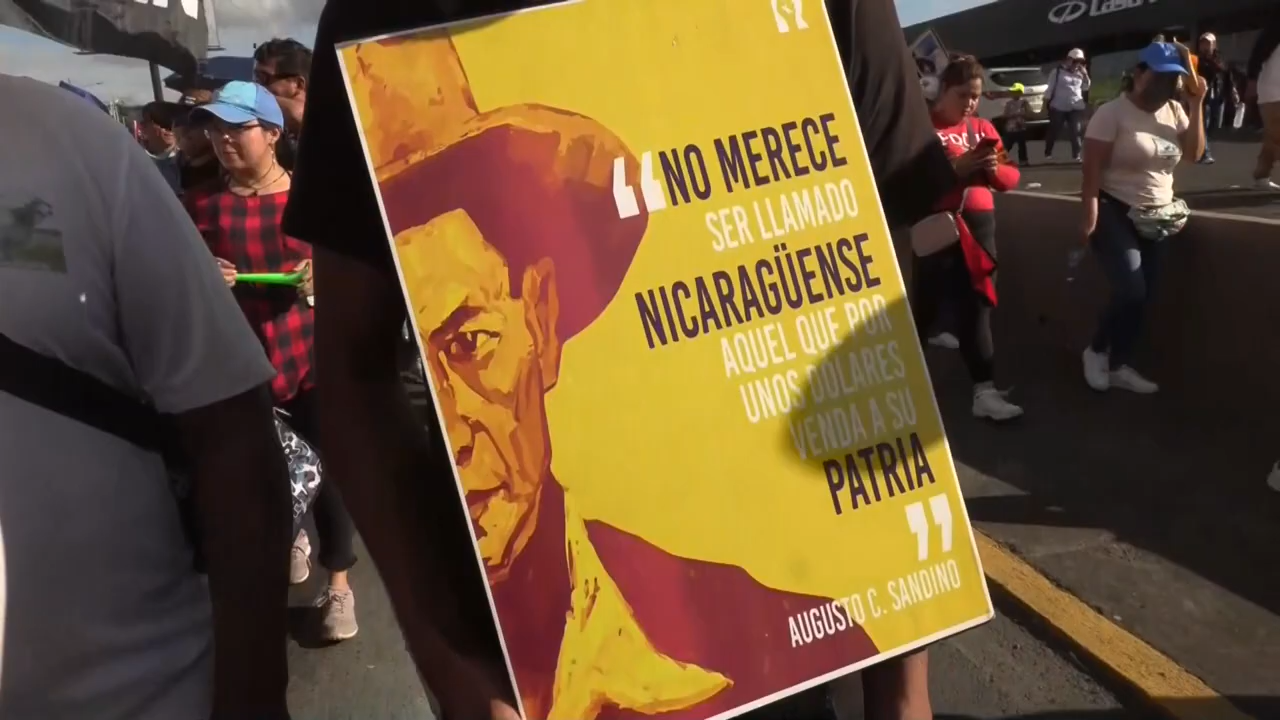 “NO MERECE
SER LLAMADO
NICARAGÜENSE
AQUEL QUE POR
UNOS DOLARES
VENDA A SU
PATRIA
”
AUGUSTO C. SANDINO